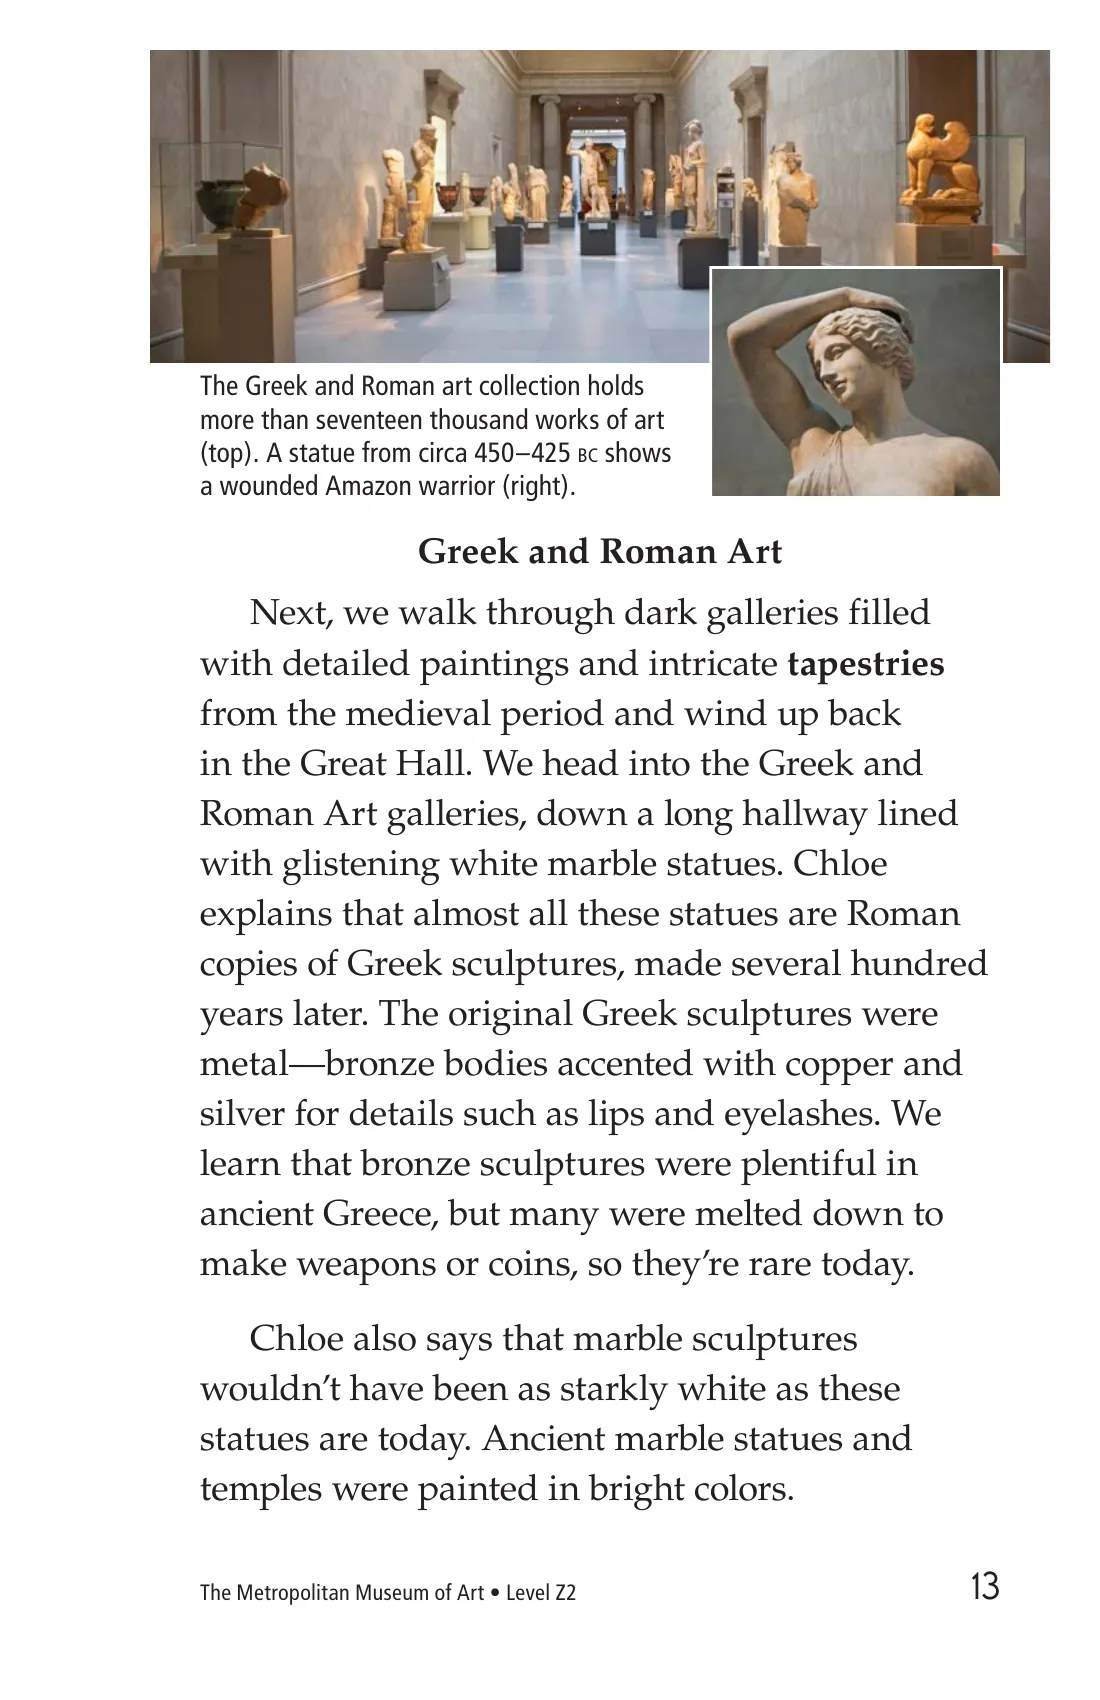 The Greek and Roman art collection holds
more than seventeen thousand works of art
(top). A statue from circa 450–425 BC shows
a wounded Amazon warrior (right).
Greek and Roman Art
Next, we walk through dark galleries filled
with detailed paintings and intricate tapestries
from the medieval period and wind up back
in the Great Hall. We head into the Greek and
Roman Art galleries, down a long hallway lined
with glistening white marble statues. Chloe
explains that almost all these statues are Roman
copies of Greek sculptures, made several hundred
years later. The original Greek sculptures were
metal—bronze bodies accented with copper and
silver for details such as lips and eyelashes. We
learn that bronze sculptures were plentiful in
ancient Greece, but many were melted down to
make weapons or coins, so they’re rare today.
Chloe also says that marble sculptures
wouldn’t have been as starkly white as these
statues are today. Ancient marble statues and
temples were painted in bright colors.
The Metropolitan Museum of Art • Level Z2
13